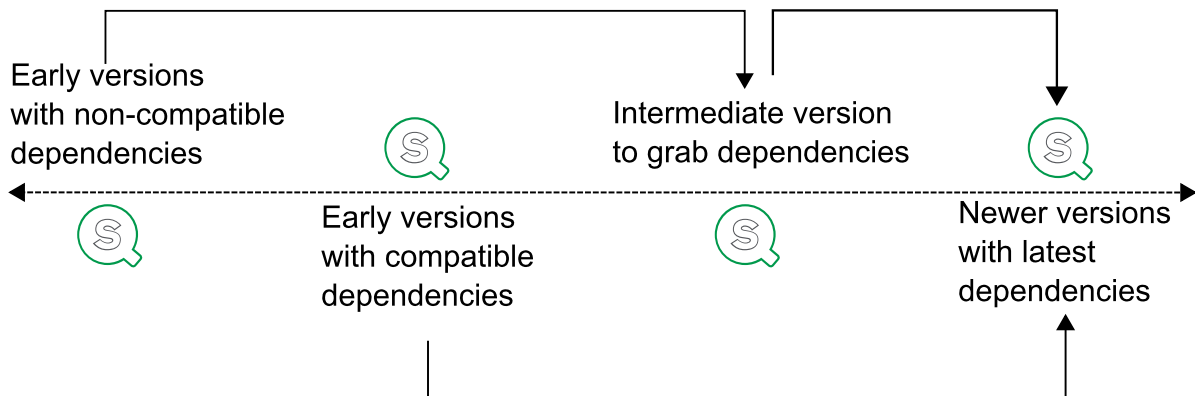 Early versions
with non-compatible
dependencies
S
Early versions
with compatible
dependencies
S
Intermediate version
to grab dependencies
S
Newer versions
with latest
dependencies
S